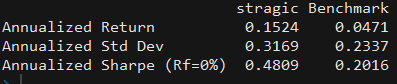 stragic Benchmark
Annualized Return 0.1524 0.0471
Annualized Std Dev 0.3169 0.2337
Annualized Sharpe (Rf=0%) 0.4809 0.2016